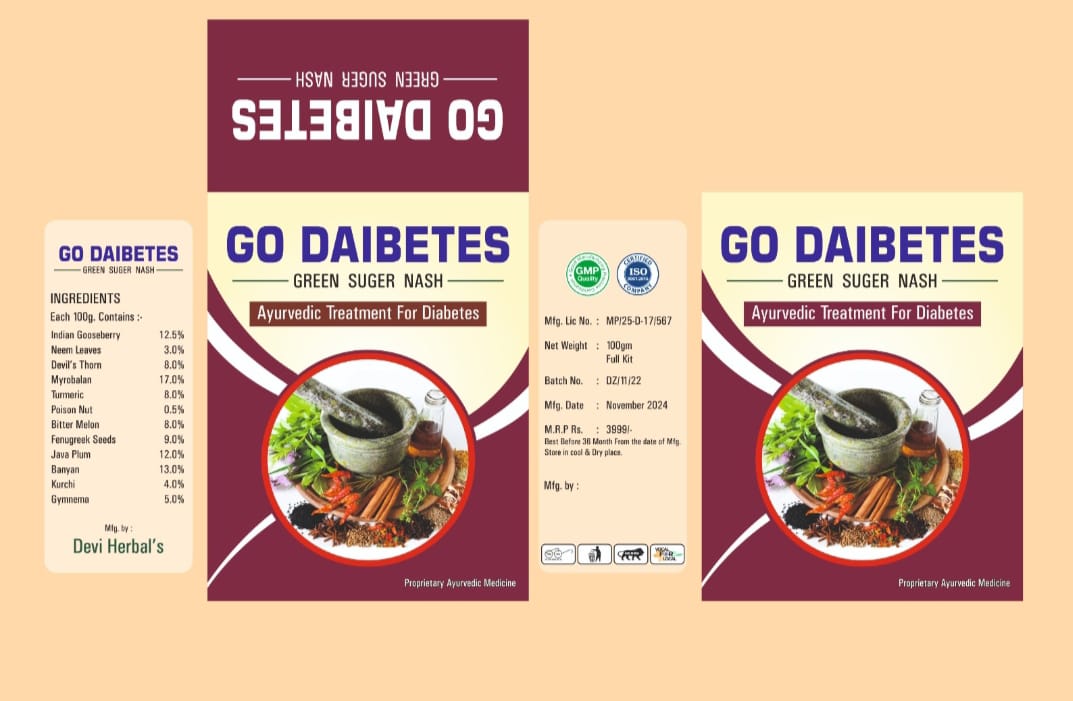 GO DAIBETES
GREEN SUGER NASH
GO DAIBETES
GREEN SUGER NASH
INGREDIENTS
Each 100g. Contains :-
Indian Gooseberry 12.5%
Neem Leaves 3.0%
Devil's Thorn 8.0%
Myrobalan 17.0%
Turmeric 8.0%
Poison Nut 0.5%
Bitter Melon 8.0%
Fenugreek Seeds 9.0%
Java Plum 12.0%
Banyan 13.0%
Kurchi 4.0%
Gymnema 5.0%
Mfg. by :
Devi Herbal's
GO DAIBETES
GREEN SUGER NASH
Ayurvedic Treatment For Diabetes
Proprietary Ayurvedic Medicine
GMP
Quality
CERTIFIED
ISO
COMPANY
Mfg. Lic No. : MP/25-D-17/567
Net Weight : 100gm
Full Kit
Batch No. : DZ/11/22
Mfg. Date : November 2024
M.R.P Rs. : 3999/-
Best Before 36 Month From the date of Mfg.
Store in cool & Dry place.
Mfg. by :
VOCAL
LOCAL
GO DAIBETES
GREEN SUGER NASH
Ayurvedic Treatment For Diabetes
Proprietary Ayurvedic Medicine